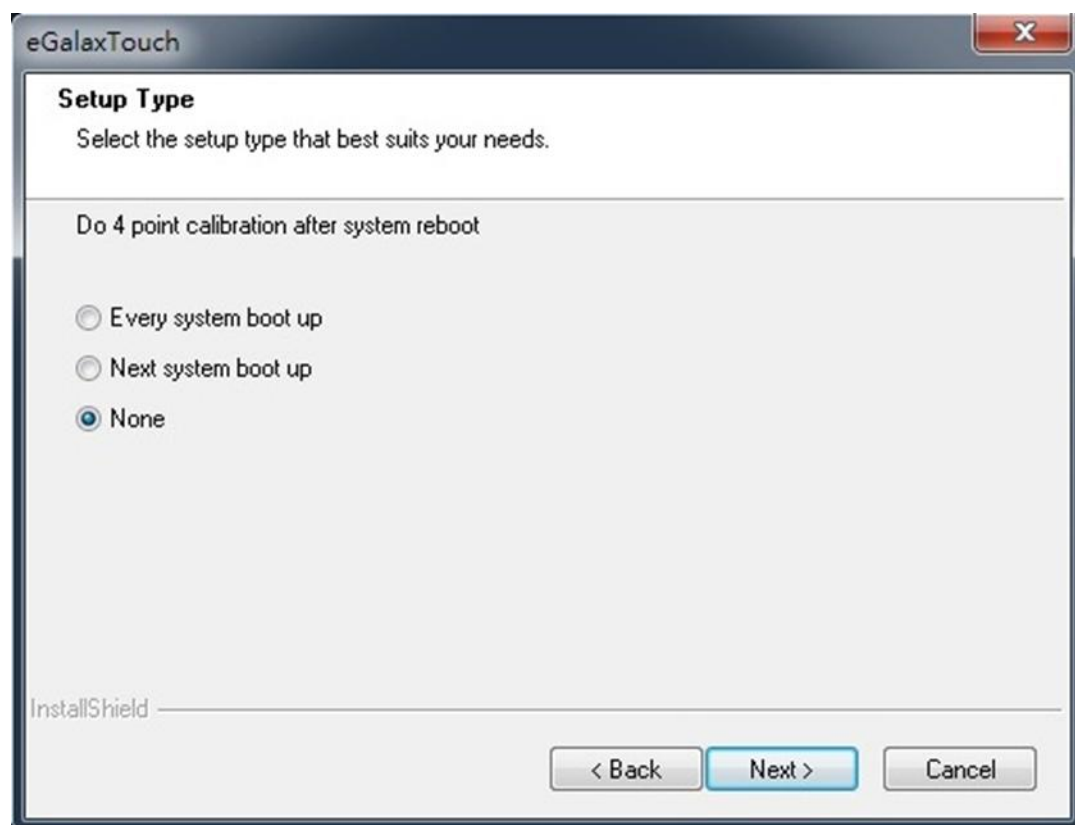 eGalaxTouch
Setup Type
Select the setup type that best suits your needs.
Do 4 point calibration after system reboot
Every system boot up
Next system boot up
None
InstallShield
< Back Next > Cancel